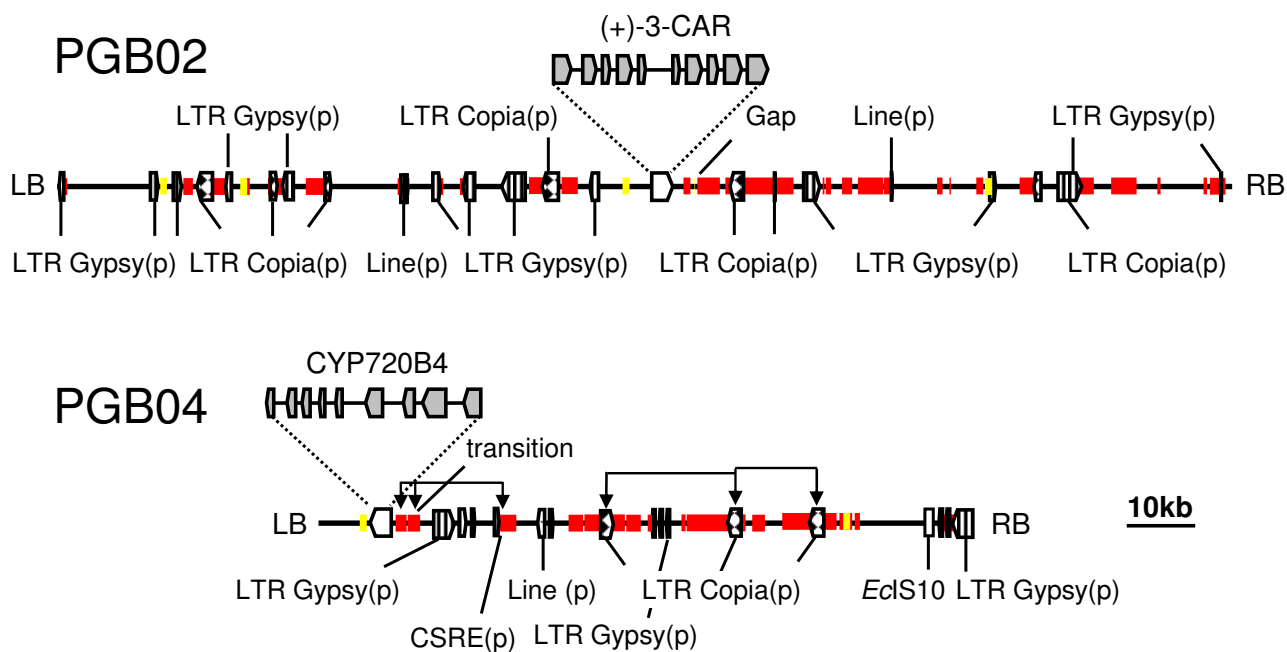 (+)-3-CAR
PGB02
LTR Gypsy(p) LTR Copia(p) Gap Line(p) LTR Gypsy(p)
LB RB
LTR Gypsy(p) LTR Copia(p) Line(p) LTR Gypsy(p) LTR Copia(p) LTR Gypsy(p) LTR Copia(p)
CYP720B4
PGB04
transition
10kb
LB RB
LTR Gypsy(p) Line (p) LTR Copia(p) EcIS10 LTR Gypsy(p)
CSRE(p) LTR Gypsy(p)